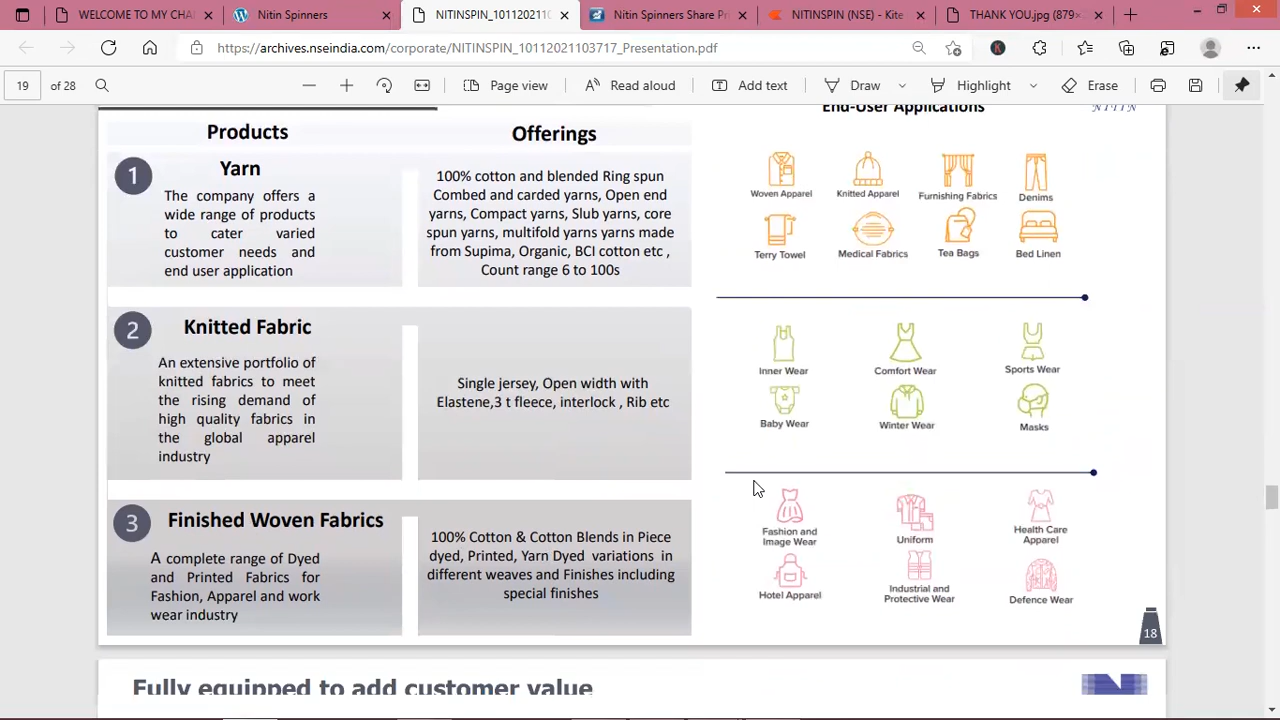 WELCOME TO MY CHA
Nitin Spinners
NITINSPIN_1011202110
Nitin Spinners Share Pri
NITINSPIN (NSE) - Kite
THANK YOU.jpg (879×
https://archives.nseindia.com/corporate/NITINSPIN_10112021103717_Presentation.pdf
K
19 of 28
Page view
Read aloud
Add text
Draw
Highlight
Erase
End-User Applications
NITIN
Products
Offerings
1
Yarn
The company offers a
wide range of products
to cater varied
customer needs and
end user application
100% cotton and blended Ring spun
Combed and carded yarns, Open end
yarns, Compact yarns, Slub yarns, core
spun yarns, multifold yarns yarns made
from Supima, Organic, BCI cotton etc ,
Count range 6 to 100s
Woven Apparel
Knitted Apparel
Furnishing Fabrics
Denims
Terry Towel
Medical Fabrics
Tea Bags
Bed Linen
2
Knitted Fabric
An extensive portfolio of
knitted fabrics to meet
the rising demand of
high quality fabrics in
the global apparel
industry
Single jersey, Open width with
Elastene,3 t fleece, interlock , Rib etc
Inner Wear
Comfort Wear
Sports Wear
Baby Wear
Winter Wear
Masks
3
Finished Woven Fabrics
A complete range of Dyed
and Printed Fabrics for
Fashion, Apparel and work
wear industry
100% Cotton & Cotton Blends in Piece
dyed, Printed, Yarn Dyed variations in
different weaves and Finishes including
special finishes
Fashion and
Image Wear
Uniform
Health Care
Apparel
Hotel Apparel
Industrial and
Protective Wear
Defence Wear
18
Fully equipped to add customer value
N